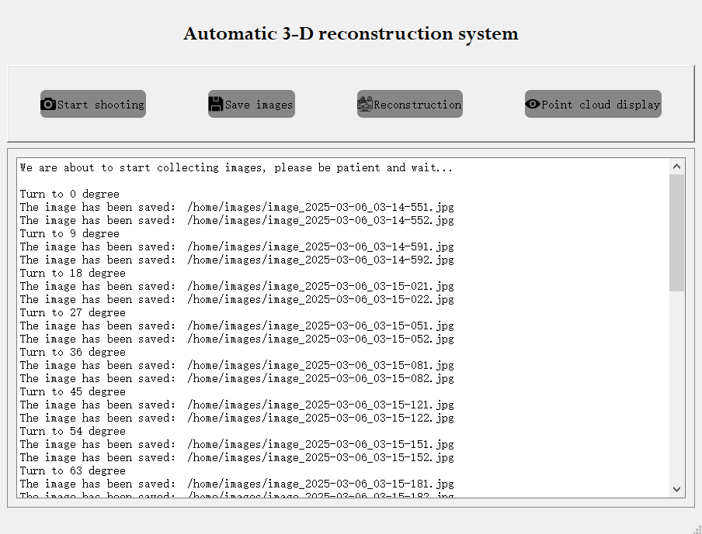 Automatic 3-D reconstruction system
Start shooting
Save images
Reconstruction
Point cloud display
We are about to start collecting images, please be patient and wait...
Turn to 0 degree
The image has been saved: /home/images/image_2025-03-06_03-14-551.jpg
The image has been saved: /home/images/image_2025-03-06_03-14-552.jpg
Turn to 9 degree
The image has been saved: /home/images/image_2025-03-06_03-14-591.jpg
The image has been saved: /home/images/image_2025-03-06_03-14-592.jpg
Turn to 18 degree
The image has been saved: /home/images/image_2025-03-06_03-15-021.jpg
The image has been saved: /home/images/image_2025-03-06_03-15-022.jpg
Turn to 27 degree
The image has been saved: /home/images/image_2025-03-06_03-15-051.jpg
The image has been saved: /home/images/image_2025-03-06_03-15-052.jpg
Turn to 36 degree
The image has been saved: /home/images/image_2025-03-06_03-15-081.jpg
The image has been saved: /home/images/image_2025-03-06_03-15-082.jpg
Turn to 45 degree
The image has been saved: /home/images/image_2025-03-06_03-15-121.jpg
The image has been saved: /home/images/image_2025-03-06_03-15-122.jpg
Turn to 54 degree
The image has been saved: /home/images/image_2025-03-06_03-15-151.jpg
The image has been saved: /home/images/image_2025-03-06_03-15-152.jpg
Turn to 63 degree
The image has been saved: /home/images/image_2025-03-06_03-15-181.jpg
The image has been saved: /home/images/image_2025-03-06_03-15-182.jpg